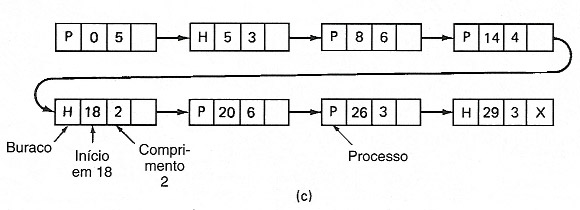 P 0 5
H 5 3
P 8 6
P 14 4
H 18 2
P 20 6
P 26 3
H 29 3 X
Buraco
Início
em 18
Compri-
mento
2
Processo
(c)